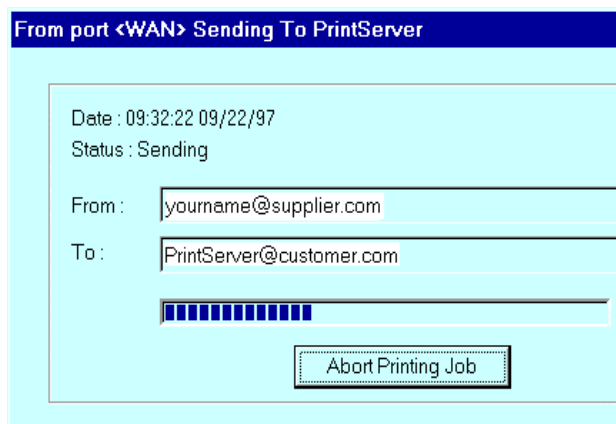 From port <WAN> Sending To PrintServer
Date : 09:32:22 09/22/97
Status : Sending
From : yourname@supplier.com
To : PrintServer@customer.com
Abort Printing Job